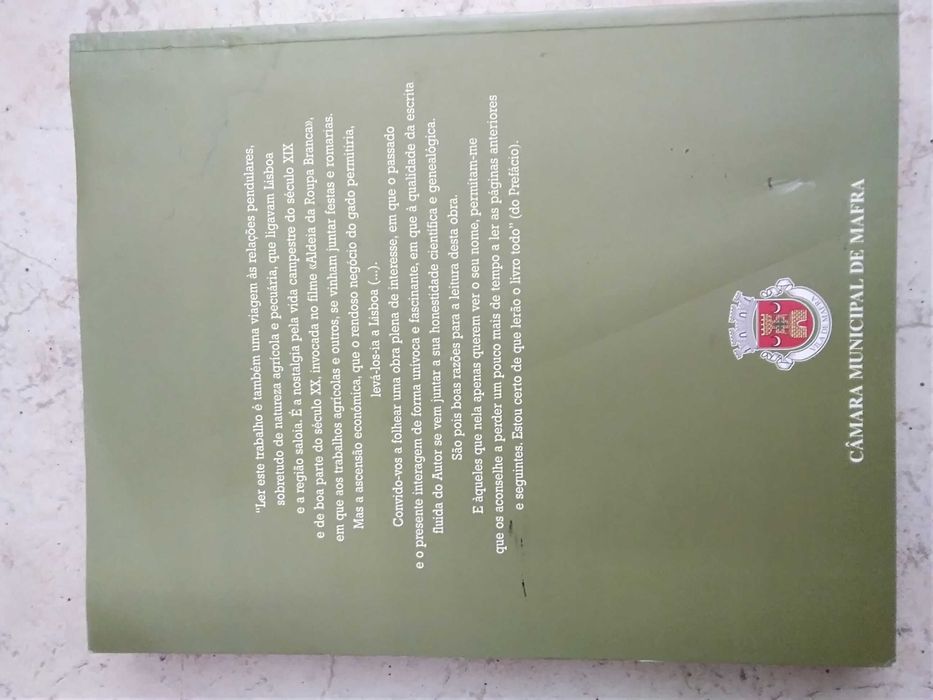 "Ler este trabalho é também uma viagem às relações pendulares,
sobretudo de natureza agrícola e pecuária, que ligavam Lisboa
e a região saloia. É a nostalgia pela vida campestre do século XIX
e de boa parte do século XX, invocada no filme «Aldeia da Roupa Branca»,
em que aos trabalhos agrícolas e outros, se vinham juntar festas e romarias.
Mas a ascensão económica, que o rendoso negócio do gado permitiria,
levá-los-ia a Lisboa (...).
Convido-vos a folhear uma obra plena de interesse, em que o passado
e o presente interagem de forma unívoca e fascinante, em que à qualidade da escrita
fluida do Autor se vem juntar a sua honestidade científica e genealógica.
São pois boas razões para a leitura desta obra.
E àqueles que nela apenas querem ver o seu nome, permitam-me
que os aconselhe a perder um pouco mais de tempo a ler as páginas anteriores
e seguintes. Estou certo de que lerão o livro todo" (do Prefácio).
VILA DE MAFRA
CÂMARA MUNICIPAL DE MAFRA